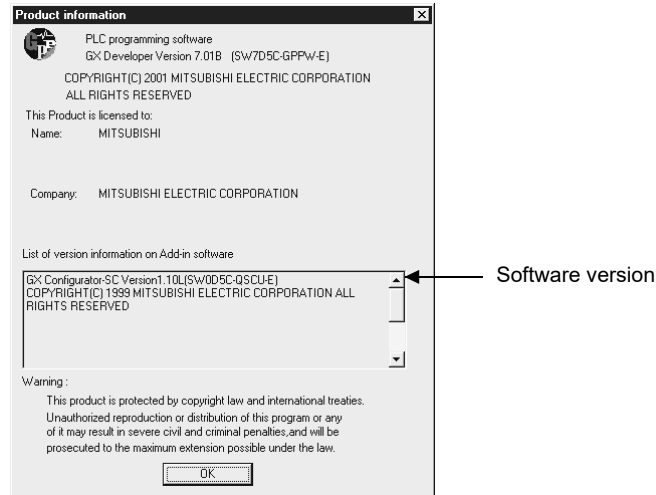 Product information
PLC programming software
GX Developer Version 7.01B (SW7D5C-GPPW-E)
COPYRIGHT(C) 2001 MITSUBISHI ELECTRIC CORPORATION
ALL RIGHTS RESERVED
This Product is licensed to:
Name: MITSUBISHI
Company: MITSUBISHI ELECTRIC CORPORATION
List of version information on Add-in software
GX Configurator-SC Version1.10L(SW0D5C-QSCU-E)
COPYRIGHT(C) 1999 MITSUBISHI ELECTRIC CORPORATION ALL
RIGHTS RESERVED
Software version
Warning :
This product is protected by copyright law and international treaties.
Unauthorized reproduction or distribution of this program or any
of it may result in severe civil and criminal penalties,and will be
prosecuted to the maximum extension possible under the law.
OK